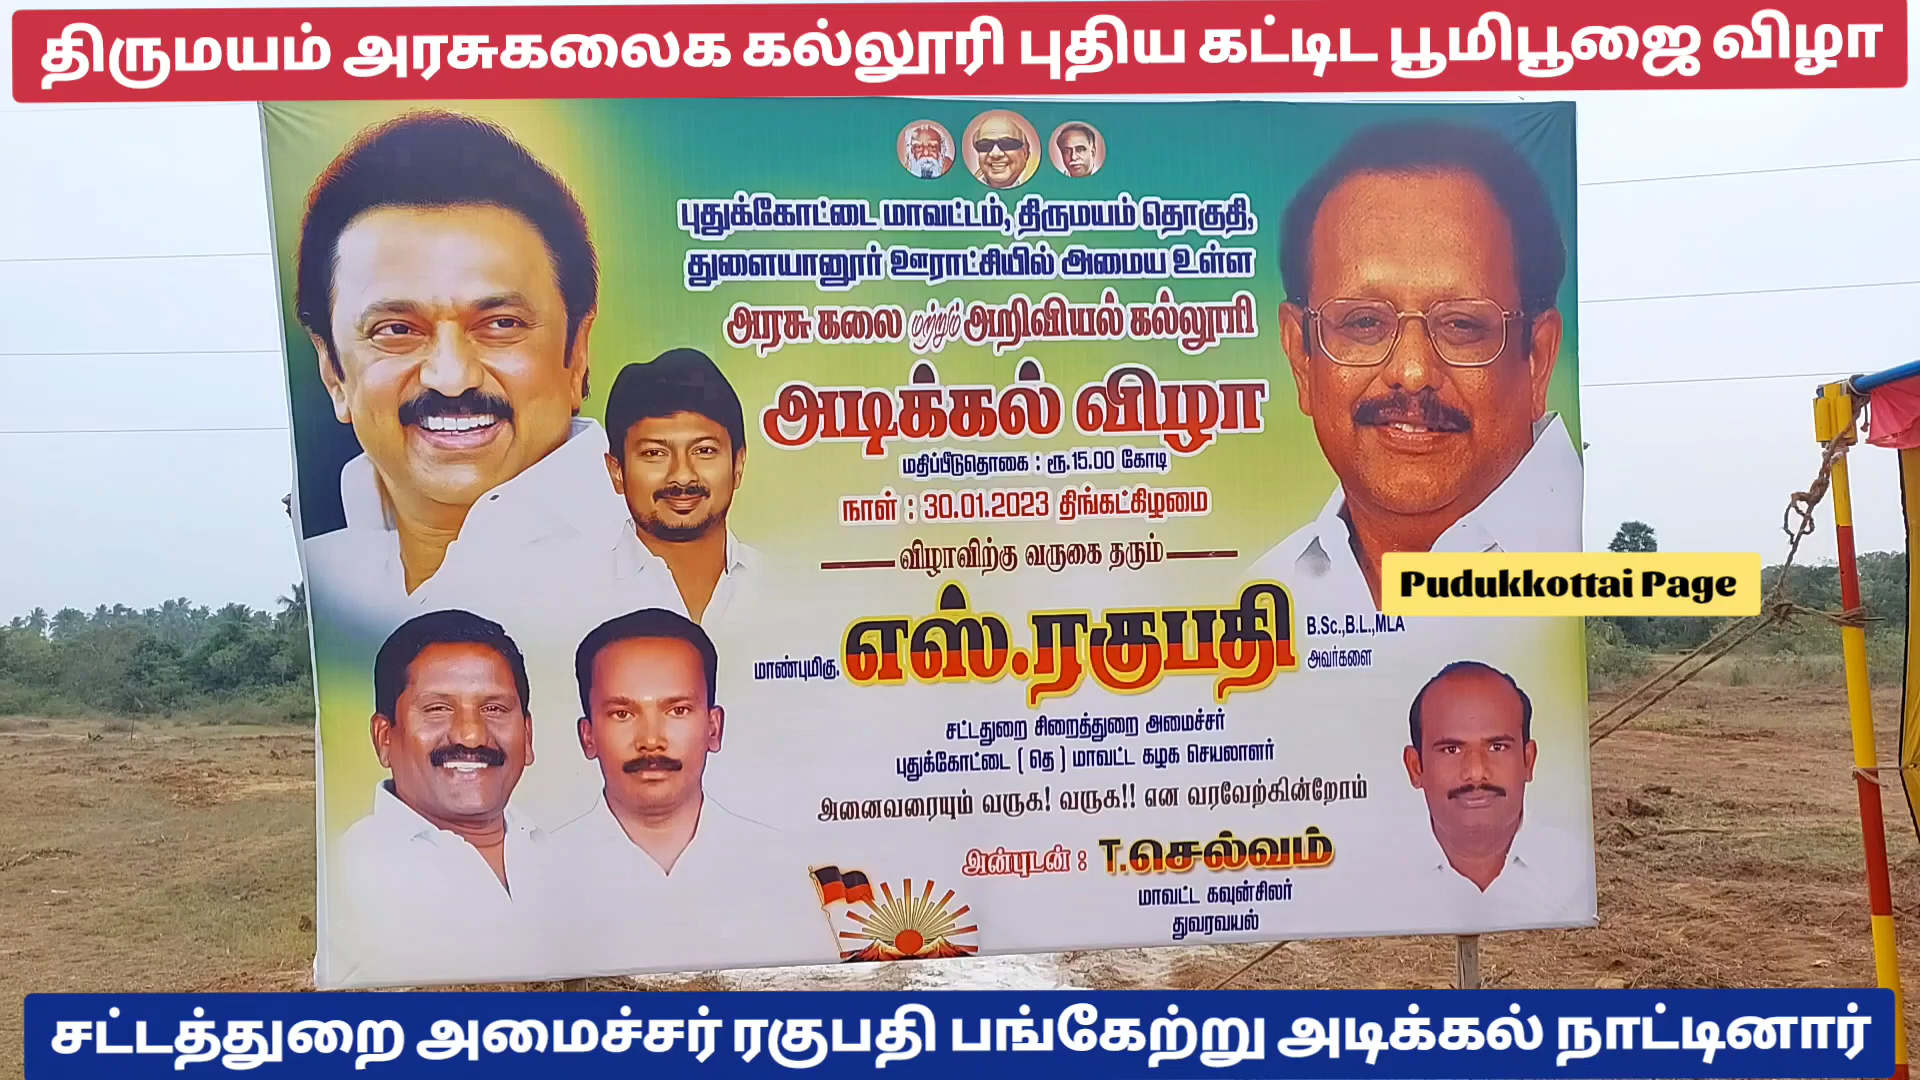 திருமயம் அரசுகலைக கல்லூரி புதிய கட்டிட பூமிபூஜை விழா
புதுக்கோட்டை மாவட்டம், திருமயம் தொகுதி,
துளையானூர் ஊராட்சியில் அமைய உள்ள
அரசு கலை மற்றும் அறிவியல் கல்லூரி
அடிக்கல் விழா
மதிப்பீடுதொகை : ரூ.15.00 கோடி
நாள் : 30.01.2023 திங்கட்கிழமை
விழாவிற்கு வருகை தரும்
Pudukkottai Page
மாண்புமிகு. எஸ்.ரகுபதி B.Sc.,B.L.,MLA
அவர்களை
சட்டதுறை சிறைத்துறை அமைச்சர்
புதுக்கோட்டை ( தெ ) மாவட்ட கழக செயலாளர்
அனைவரையும் வருக! வருக!! என வரவேற்கின்றோம்
அன்புடன் : T.செல்வம்
மாவட்ட கவுன்சிலர்
துவரவயல்
சட்டத்துறை அமைச்சர் ரகுபதி பங்கேற்று அடிக்கல் நாட்டினார்